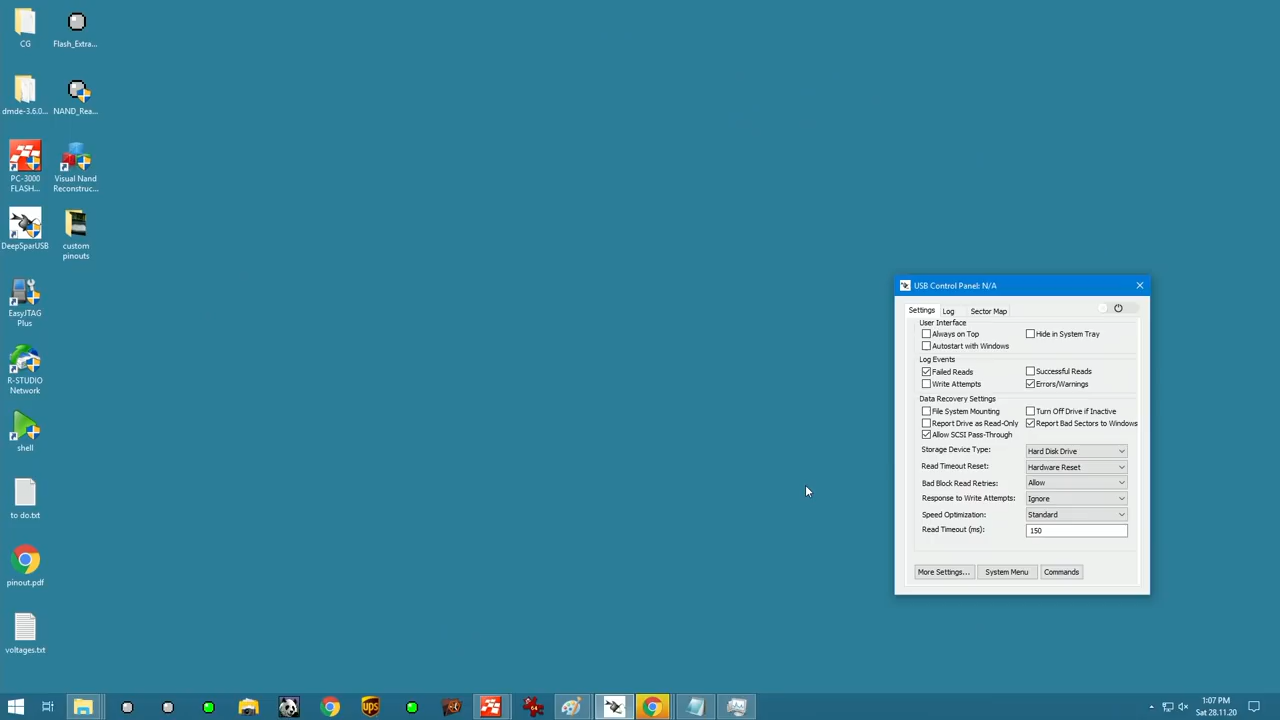 CG
Flash_Extra...
dmde-3.6.0...
NAND_Rea...
PC-3000
FLASH...
Visual Nand
Reconstruc...
DeepSparUSB
custom
pinouts
EasyJTAG
Plus
R-STUDIO
Network
shell
to do.txt
pinout.pdf
voltages.txt
USB Control Panel: N/A
Settings
Log
Sector Map
User Interface
Always on Top
Hide in System Tray
Autostart with Windows
Log Events
Failed Reads
Successful Reads
Write Attempts
Errors/Warnings
Data Recovery Settings
File System Mounting
Turn Off Drive if Inactive
Report Drive as Read-Only
Report Bad Sectors to Windows
Allow SCSI Pass-Through
Storage Device Type: Hard Disk Drive
Read Timeout Reset: Hardware Reset
Bad Block Read Retries: Allow
Response to Write Attempts: Ignore
Speed Optimization: Standard
Read Timeout (ms): 150
More Settings...
System Menu
Commands
ups
64
1:07 PM
Sat 28.11.20